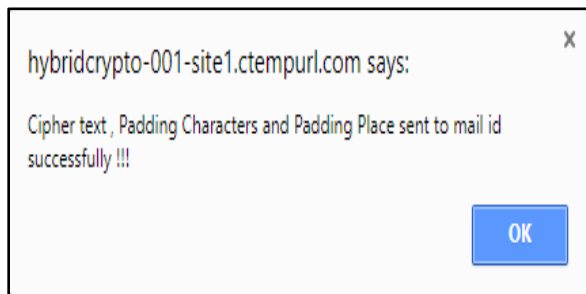 hybridcrypto-001-site1.ctempurl.com says:
x
Cipher text , Padding Characters and Padding Place sent to mail id
successfully !!!
OK